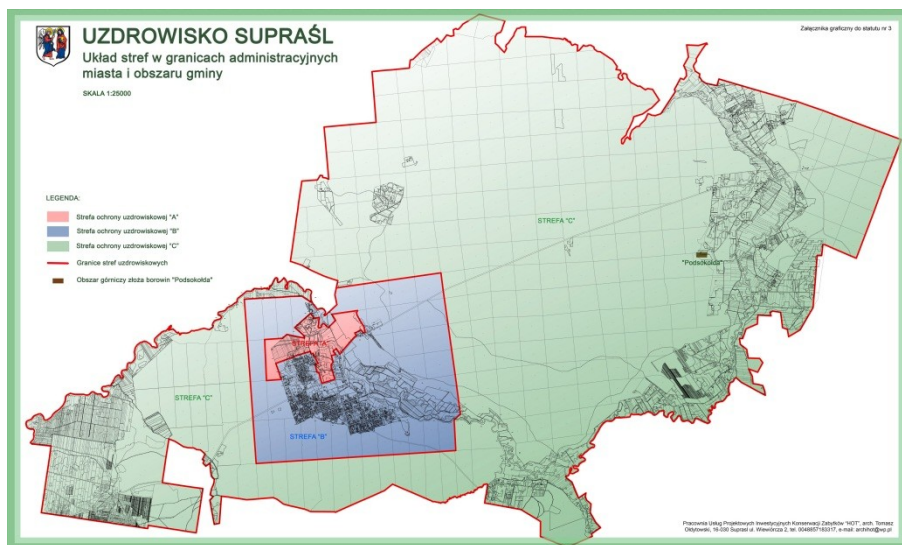 UZDROWISKO SUPRAŚL
Układ stref w granicach administracyjnych
miasta i obszaru gminy
SKALA 1:25000
Załącznika graficzny do statutu nr 3
LEGENDA:
Strefa ochrony uzdrowiskowej "A"
Strefa ochrony uzdrowiskowej "B"
Strefa ochrony uzdrowiskowej "C"
Granice stref uzdrowiskowych
Obszar górniczy złoża borowin "Podsokołda"
STREFA "C"
"Podsokołda"
STREFA "A"
STREFA "C"
STREFA "B"
Pracownia Usług Projektowych Inwestycyjnych Konserwacji Zabytków "HOT", arch. Tomasz
Ołdytowski, 16-030 Supraśl ul. Wiewiórcza 2, tel. 0048857183317, e-mail: archihot@wp.pl